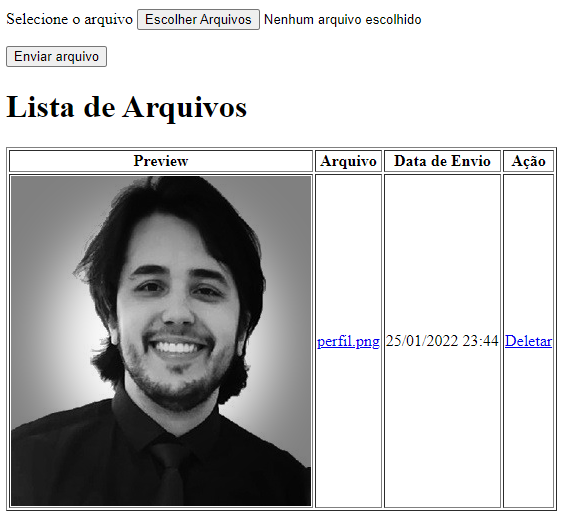 Selecione o arquivo Escolher Arquivos Nenhum arquivo escolhido
Enviar arquivo
Lista de Arquivos
Preview Arquivo Data de Envio Ação
perfil.png 25/01/2022 23:44 Deletar